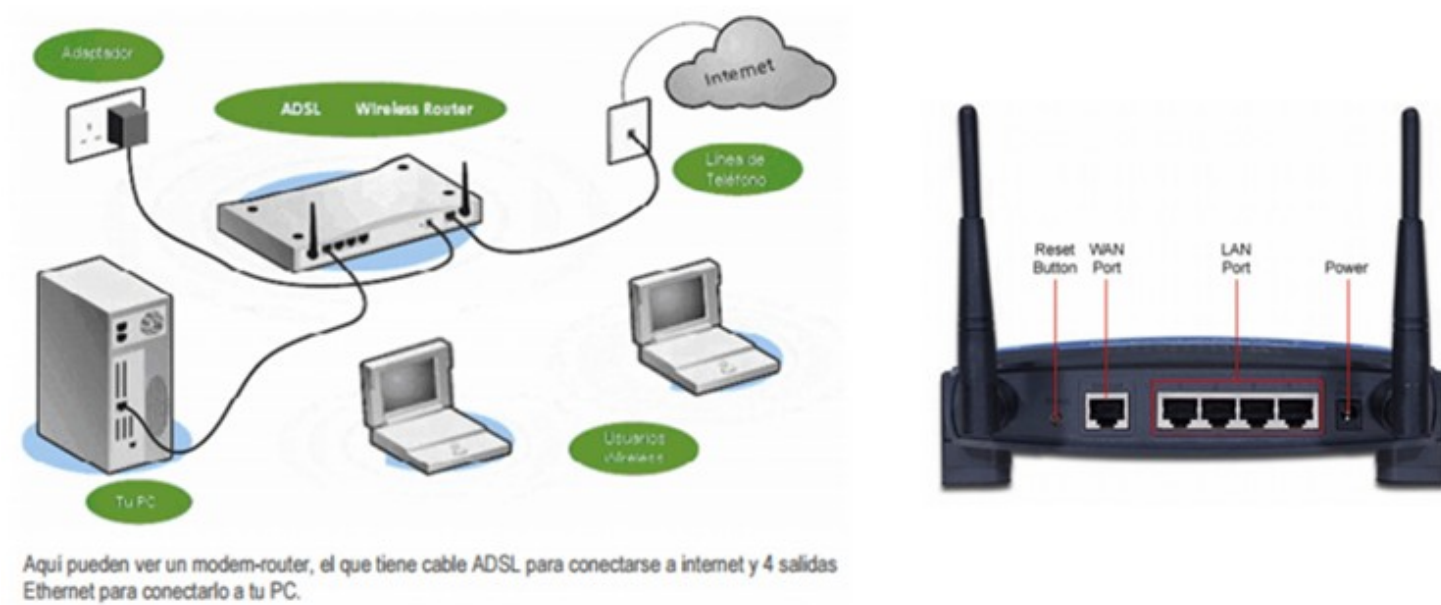 Adaptador
ADSL Wireless Router
Internet
Línea de
Teléfono
Usuarios
Wireless
Tu PC
Aqui pueden ver un modem-router, el que tiene cable ADSL para conectarse a internet y 4 salidas
Ethernet para conectarlo a tu PC.
Reset WAN
Button Port
LAN
Port
Power